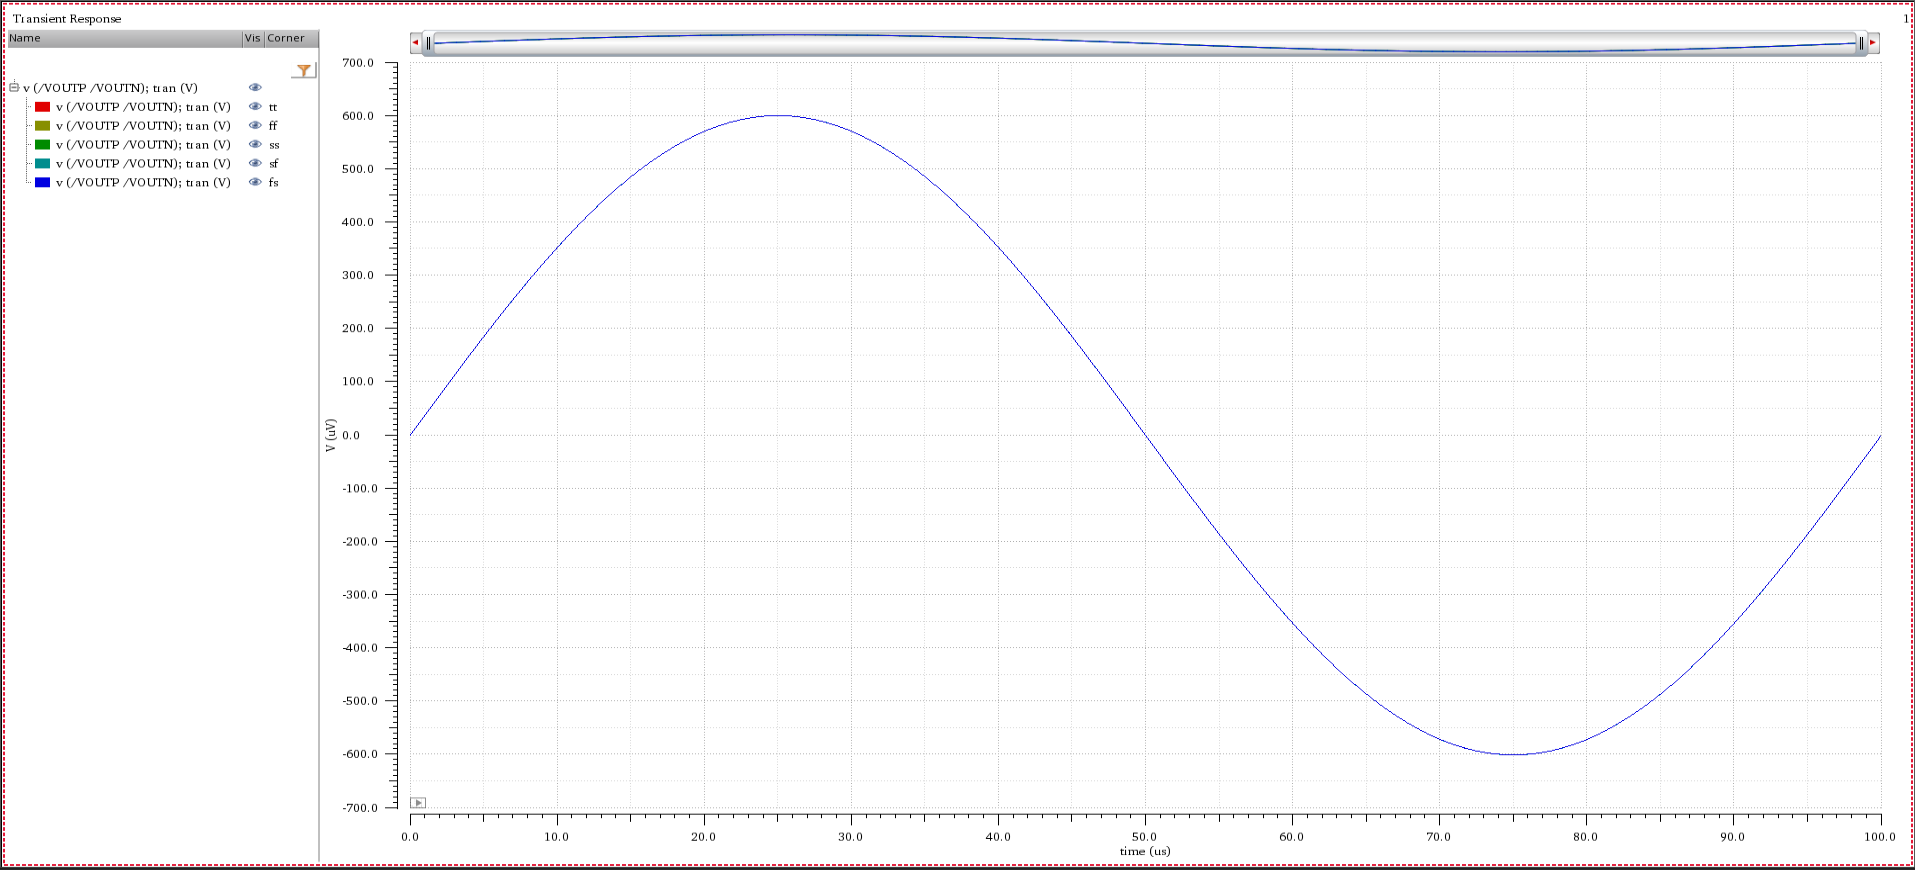 Transient Response
1
Name Vis Corner
v (/VOUTP /VOUTN); tran (V)
v (/VOUTP /VOUTN); tran (V) tt
v (/VOUTP /VOUTN); tran (V) ff
v (/VOUTP /VOUTN); tran (V) ss
v (/VOUTP /VOUTN); tran (V) sf
v (/VOUTP /VOUTN); tran (V) fs
V (uV)
700.0
600.0
500.0
400.0
300.0
200.0
100.0
0.0
-100.0
-200.0
-300.0
-400.0
-500.0
-600.0
-700.0
0.0 10.0 20.0 30.0 40.0 50.0 60.0 70.0 80.0 90.0 100.0
time (us)